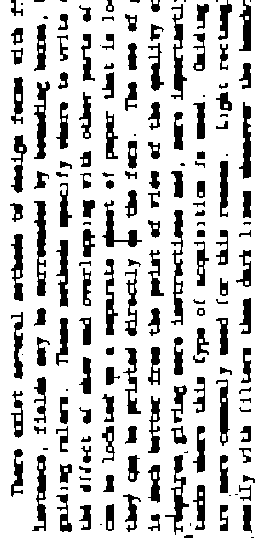 There exist several methods to design forms with f
instance, fields may be surrounded by bounding boxes,
guiding rulers. These methods specify where to write
the effect of skew and overlapping with other parts of
can be located on a separate sheet of paper that is lo
they can be printed directly on the form. The use of
is much better from the point of view of the quality o
requires giving more instructions and, more importantly
tasks where this type of acquisition is used. Guiding
are more commonly used for this reason. Light rectang
easily with filters than dark lines whenever the handw